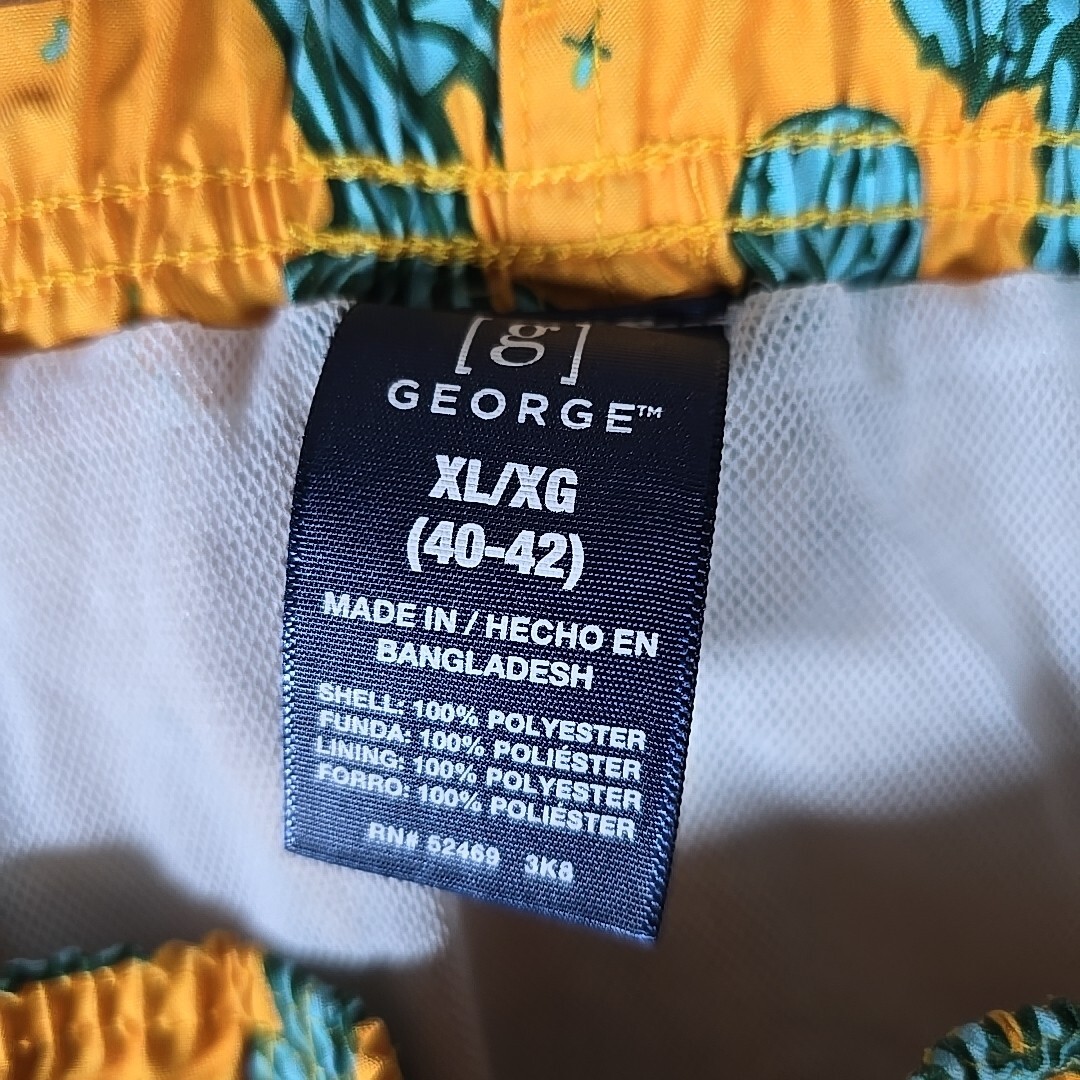 [g]
GEORGE™
XL/XG
(40-42)
MADE IN / HECHO EN
BANGLADESH
SHELL: 100% POLYESTER
FUNDA: 100% POLIÉSTER
LINING: 100% POLYESTER
FORRO: 100% POLIESTER
RN# 52469 3K8